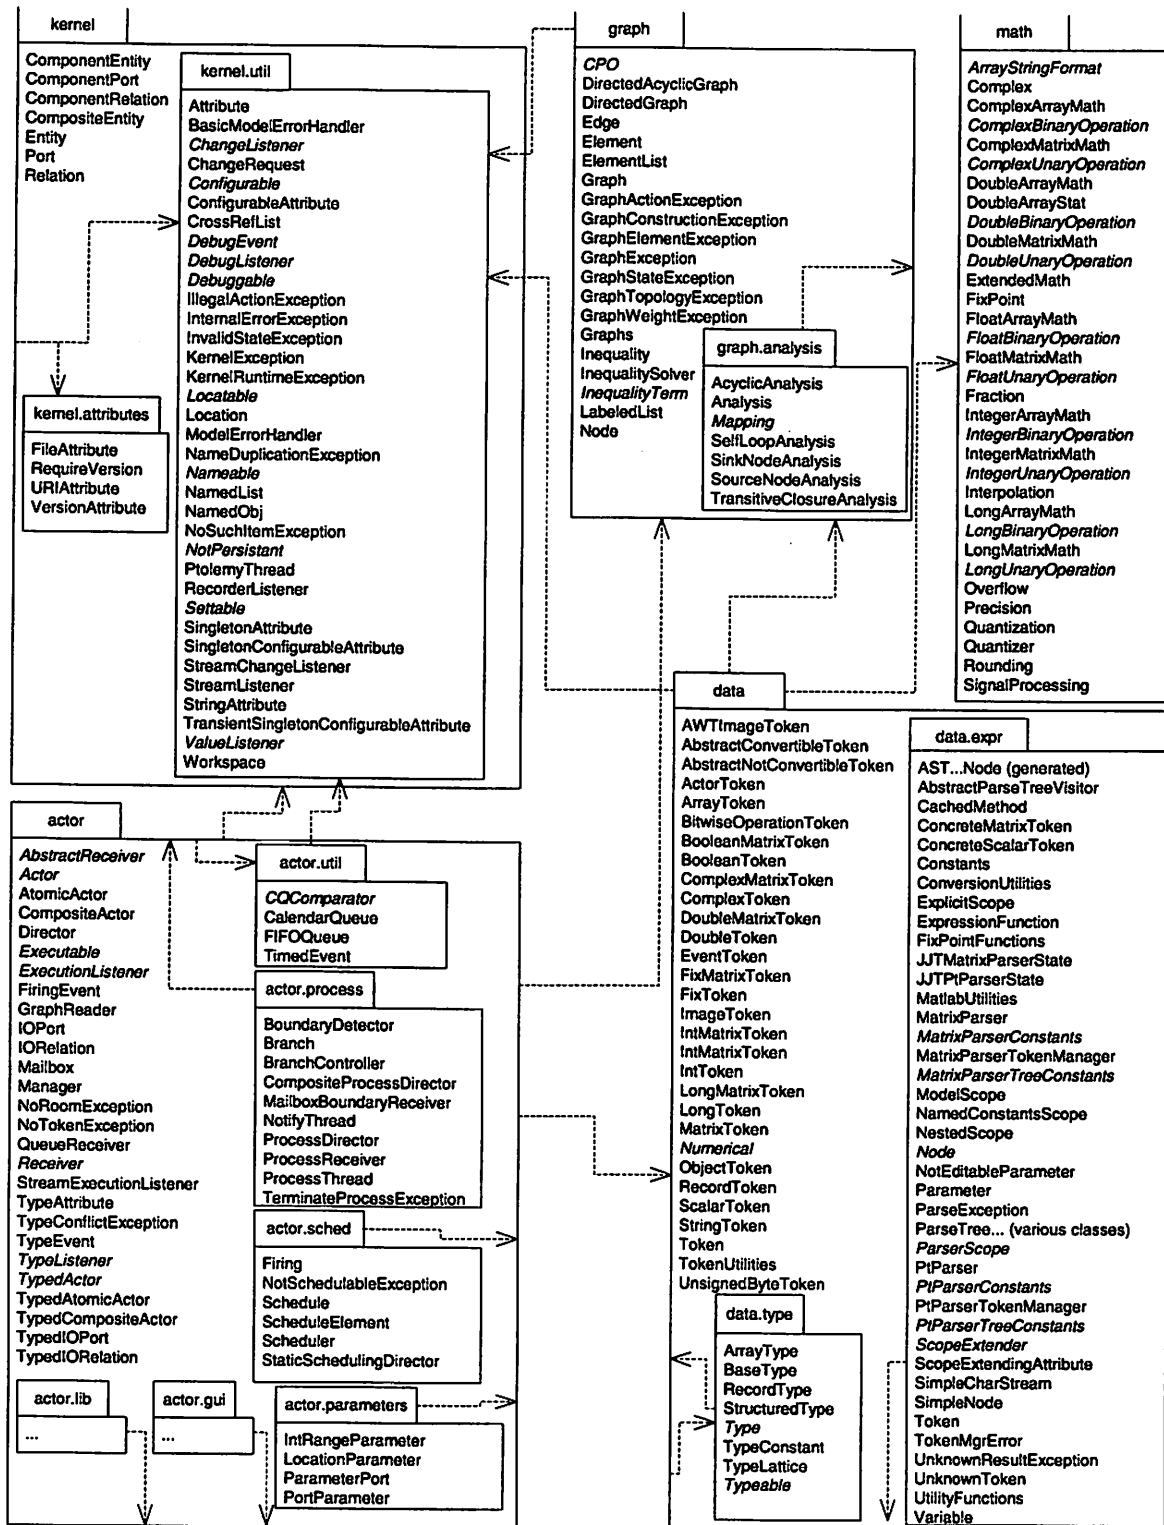 kernel
ComponentEntity
ComponentPort
ComponentRelation
CompositeEntity
Entity
Port
Relation
kernel.util
Attribute
BasicModelErrorHandler
ChangeListener
ChangeRequest
Configurable
ConfigurableAttribute
CrossRefList
DebugEvent
DebugListener
Debuggable
IllegalActionException
InternalErrorException
InvalidStateException
KernelException
KernelRuntimeException
Locatable
Location
ModelErrorHandler
NameDuplicationException
Nameable
NamedList
NamedObj
NoSuchItemException
NotPersistant
PtolemyThread
RecorderListener
Settable
SingletonAttribute
SingletonConfigurableAttribute
StreamChangeListener
StreamListener
StringAttribute
TransientSingletonConfigurableAttribute
ValueListener
Workspace
kernel.attributes
FileAttribute
RequireVersion
URIAttribute
VersionAttribute
graph
CPO
DirectedAcyclicGraph
DirectedGraph
Edge
Element
ElementList
Graph
GraphActionException
GraphConstructionException
GraphElementException
GraphException
GraphStateException
GraphTopologyException
GraphWeightException
Graphs
Inequality
InequalitySolver
InequalityTerm
LabeledList
Node
graph.analysis
AcyclicAnalysis
Analysis
Mapping
SelfLoopAnalysis
SinkNodeAnalysis
SourceNodeAnalysis
TransitiveClosureAnalysis
math
ArrayStringFormat
Complex
ComplexArrayMath
ComplexBinaryOperation
ComplexMatrixMath
ComplexUnaryOperation
DoubleArrayMath
DoubleArrayStat
DoubleBinaryOperation
DoubleMatrixMath
DoubleUnaryOperation
ExtendedMath
FixPoint
FloatArrayMath
FloatBinaryOperation
FloatMatrixMath
FloatUnaryOperation
Fraction
IntegerArrayMath
IntegerBinaryOperation
IntegerMatrixMath
IntegerUnaryOperation
Interpolation
LongArrayMath
LongBinaryOperation
LongMatrixMath
LongUnaryOperation
Overflow
Precision
Quantization
Quantizer
Rounding
SignalProcessing
actor
AbstractReceiver
Actor
AtomicActor
CompositeActor
Director
Executable
ExecutionListener
FiringEvent
GraphReader
IOPort
IORelation
Mailbox
Manager
NoRoomException
NoTokenException
QueueReceiver
Receiver
StreamExecutionListener
TypeAttribute
TypeConflictException
TypeEvent
TypeListener
TypedActor
TypedAtomicActor
TypedCompositeActor
TypedIOPort
TypedIORelation
actor.util
CQComparator
CalendarQueue
FIFOQueue
TimedEvent
actor.process
BoundaryDetector
Branch
BranchController
CompositeProcessDirector
MailboxBoundaryReceiver
NotifyThread
ProcessDirector
ProcessReceiver
ProcessThread
TerminateProcessException
actor.sched
Firing
NotSchedulableException
Schedule
ScheduleElement
Scheduler
StaticSchedulingDirector
actor.lib
...
actor.gui
...
actor.parameters
IntRangeParameter
LocationParameter
ParameterPort
PortParameter
data
AWTImageToken
AbstractConvertibleToken
AbstractNotConvertibleToken
ActorToken
ArrayToken
BitwiseOperationToken
BooleanMatrixToken
BooleanToken
ComplexMatrixToken
ComplexToken
DoubleMatrixToken
DoubleToken
EventToken
FixMatrixToken
FixToken
ImageToken
IntMatrixToken
IntMatrixToken
IntToken
LongMatrixToken
LongToken
MatrixToken
Numerical
ObjectToken
RecordToken
ScalarToken
StringToken
Token
TokenUtilities
UnsignedByteToken
data.type
ArrayType
BaseType
RecordType
StructuredType
Type
TypeConstant
TypeLattice
Typeable
data.expr
AST...Node (generated)
AbstractParseTreeVisitor
CachedMethod
ConcreteMatrixToken
ConcreteScalarToken
Constants
ConversionUtilities
ExplicitScope
ExpressionFunction
FixPointFunctions
JJTMatrixParserState
JJTPtParserState
MatlabUtilities
MatrixParser
MatrixParserConstants
MatrixParserTokenManager
MatrixParserTreeConstants
ModelScope
NamedConstantsScope
NestedScope
Node
NotEditableParameter
Parameter
ParseException
ParseTree... (various classes)
ParserScope
PtParser
PtParserConstants
PtParserTokenManager
PtParserTreeConstants
ScopeExtender
ScopeExtendingAttribute
SimpleCharStream
SimpleNode
Token
TokenMgrError
UnknownResultException
UnknownToken
UtilityFunctions
Variable